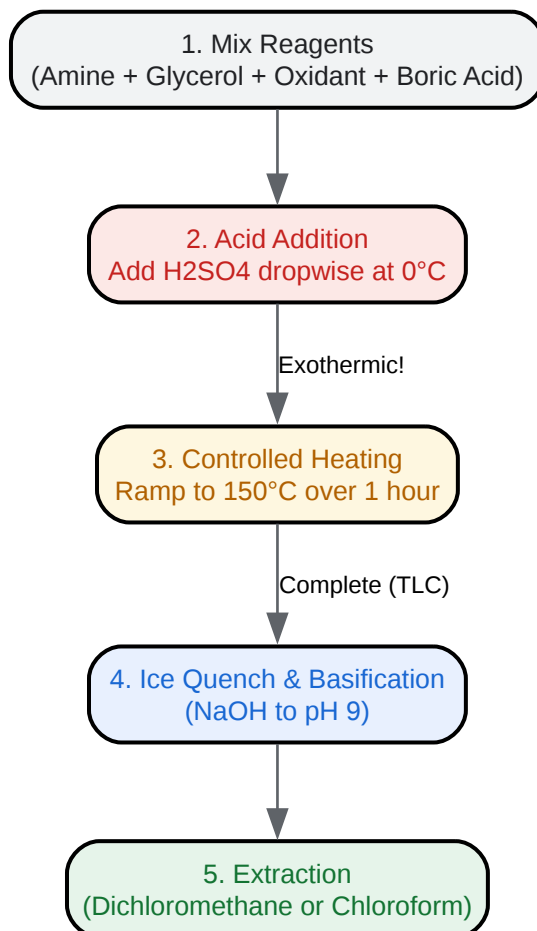 1. Mix Reagents
(Amine + Glycerol + Oxidant + Boric Acid)
2. Acid Addition
Add H2SO4 dropwise at 0°C
Exothermic!
3. Controlled Heating
Ramp to 150°C over 1 hour
Complete (TLC)
4. Ice Quench & Basification
(NaOH to pH 9)
5. Extraction
(Dichloromethane or Chloroform)